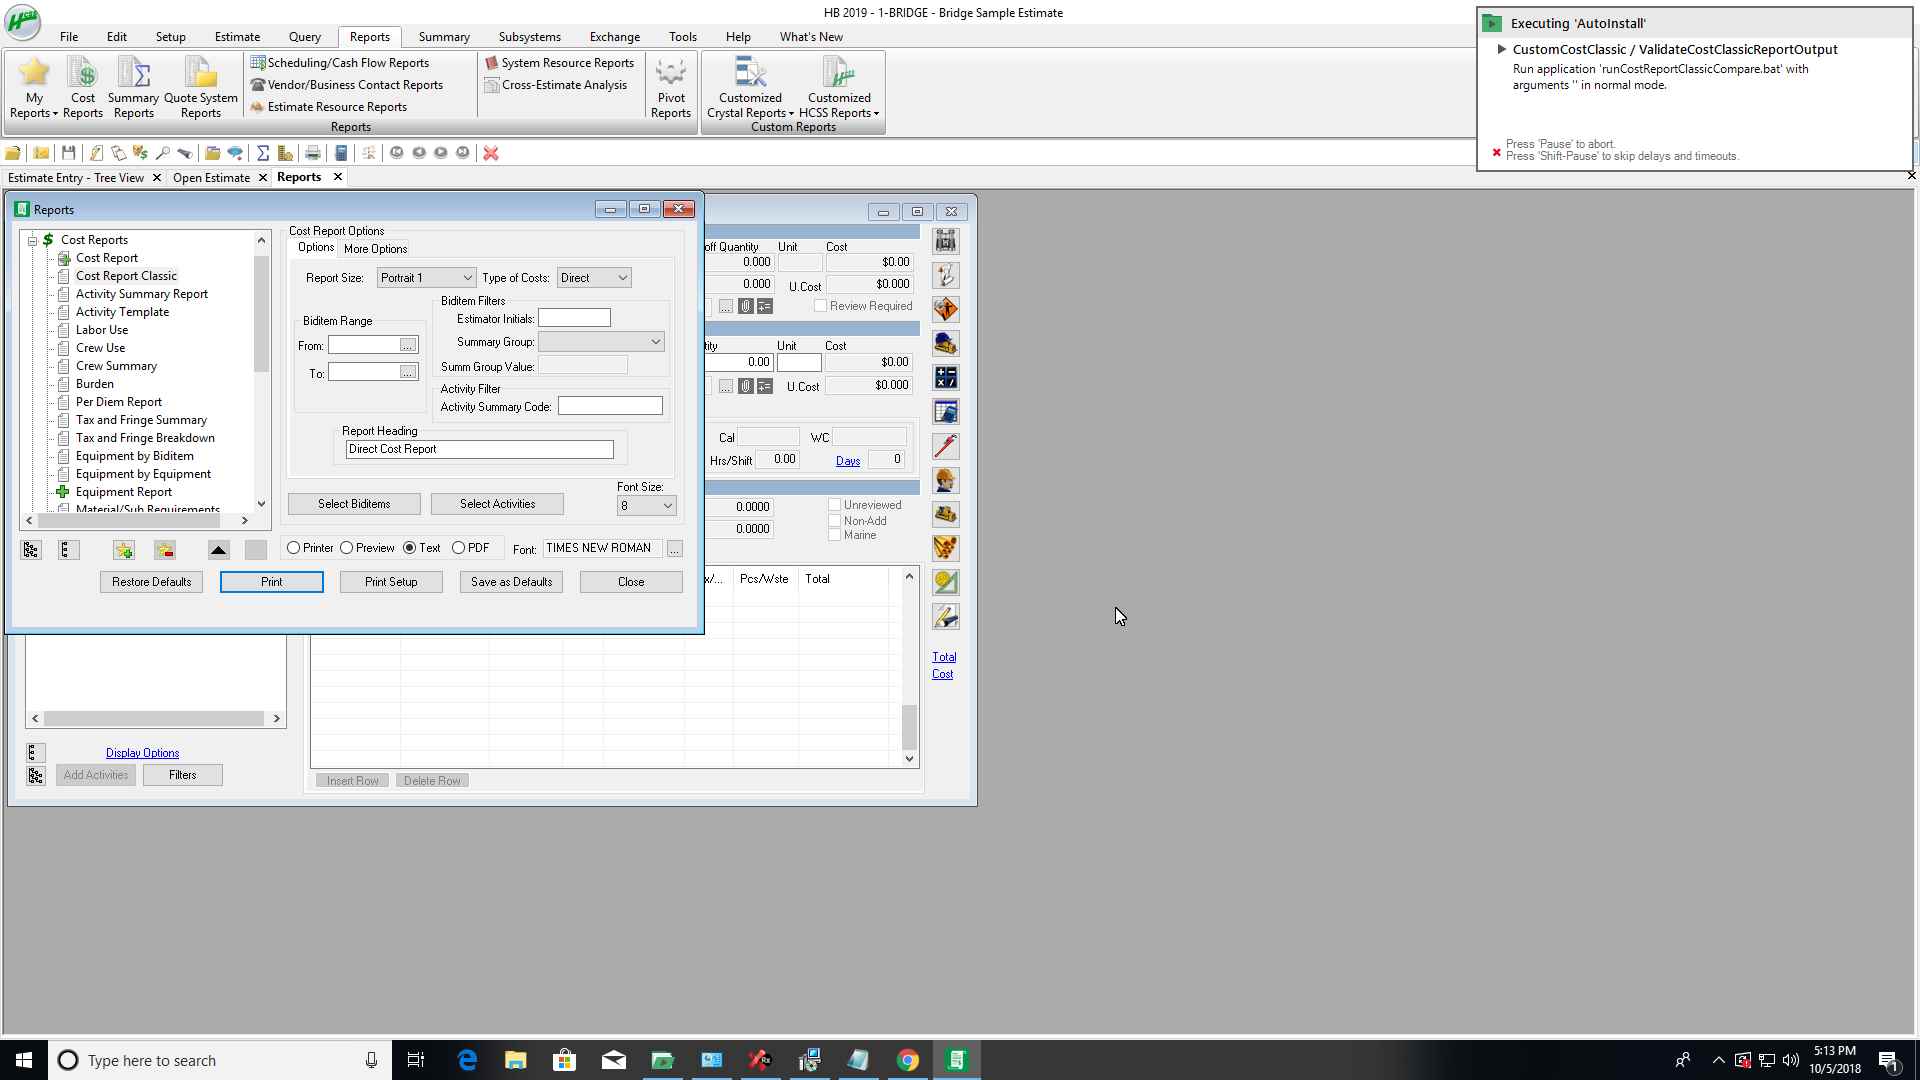 HB 2019 - 1-BRIDGE - Bridge Sample Estimate
HCSS
File Edit Setup Estimate Query Reports Summary Subsystems Exchange Tools Help What's New
My Reports
Cost Reports
Summary Reports
Quote System Reports
Scheduling/Cash Flow Reports
Vendor/Business Contact Reports
Estimate Resource Reports
System Resource Reports
Cross-Estimate Analysis
Pivot Reports
Customized Crystal Reports
Customized HCSS Reports
Reports
Custom Reports
Executing 'AutoInstall'
CustomCostClassic / ValidateCostClassicReportOutput
Run application 'runCostReportClassicCompare.bat' with
arguments '' in normal mode.
Press 'Pause' to abort.
Press 'Shift-Pause' to skip delays and timeouts.
Estimate Entry - Tree View
Open Estimate
Reports
Reports
Cost Reports
Cost Report
Cost Report Classic
Activity Summary Report
Activity Template
Labor Use
Crew Use
Crew Summary
Burden
Per Diem Report
Tax and Fringe Summary
Tax and Fringe Breakdown
Equipment by Biditem
Equipment by Equipment
Equipment Report
Material/Sub Requirements
Cost Report Options
Options
More Options
Report Size: Portrait 1
Type of Costs: Direct
Biditem Range
From: ...
To: ...
Biditem Filters
Estimator Initials:
Summary Group:
Summ Group Value:
Activity Filter
Activity Summary Code:
Report Heading
Direct Cost Report
Select Biditems
Select Activities
Font Size:
8
Printer Preview Text PDF
Font: TIMES NEW ROMAN ...
Restore Defaults
Print
Print Setup
Save as Defaults
Close
off Quantity Unit Cost
0.000 $0.00
0.000 U.Cost $0.000
... Review Required
tity Unit Cost
0.00 $0.00
... U.Cost $0.000
Cal WC
Hrs/Shift 0.00 Days 0
0.0000 Unreviewed
Non-Add
0.0000 Marine
x/... Pcs/Wste Total
Total
Cost
Display Options
Add Activities
Filters
Insert Row
Delete Row
Type here to search
5:13 PM
10/5/2018
1